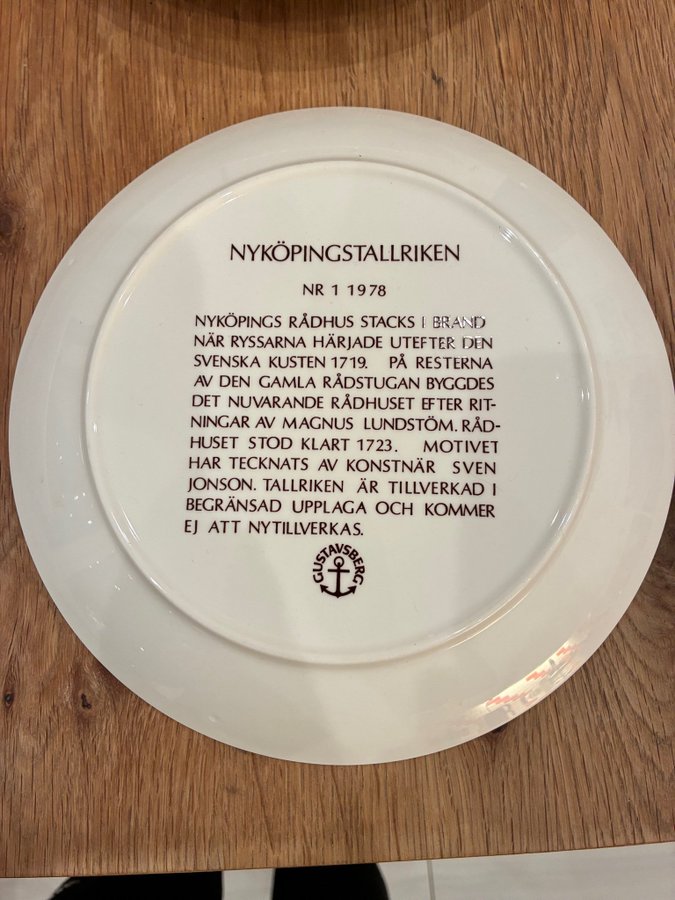 NYKÖPINGSTALLRIKEN
NR 1 1978
NYKÖPINGS RÅDHUS STACKS I BRAND
NÄR RYSSARNA HÄRJADE UTEFTER DEN
SVENSKA KUSTEN 1719. PÅ RESTERNA
AV DEN GAMLA RÅDSTUGAN BYGGDES
DET NUVARANDE RÅDHUSET EFTER RIT-
NINGAR AV MAGNUS LUNDSTÖM. RÅD-
HUSET STOD KLART 1723. MOTIVET
HAR TECKNATS AV KONSTNÄR SVEN
JONSON. TALLRIKEN ÄR TILLVERKAD I
BEGRÄNSAD UPPLAGA OCH KOMMER
EJ ATT NYTILLVERKAS.
GUSTAVSBERG